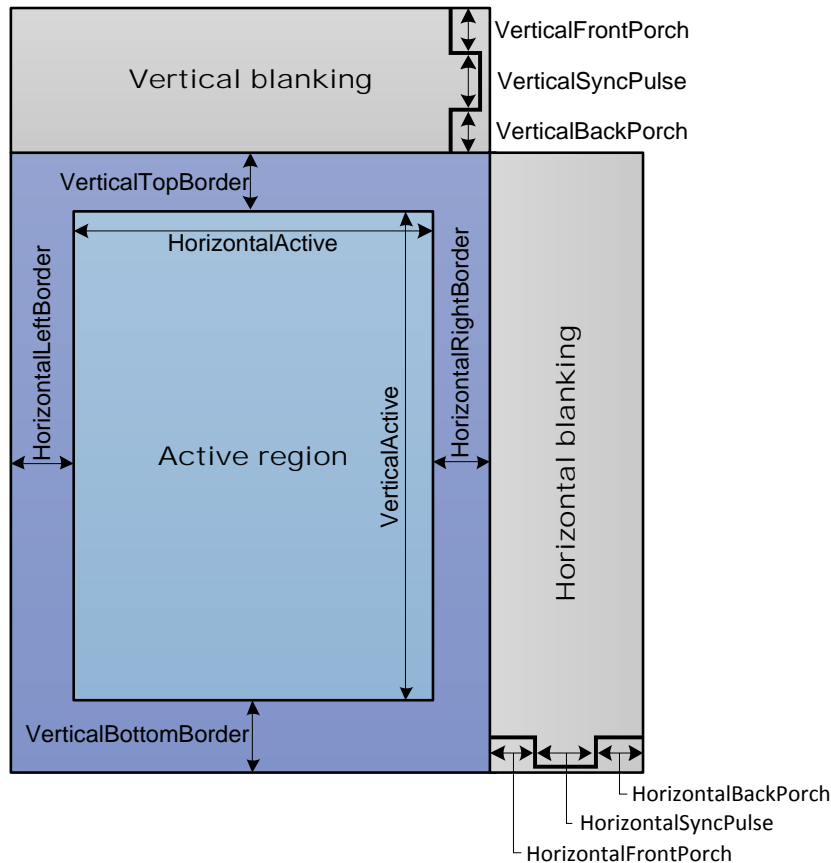 VerticalFrontPorch
Vertical blanking
VerticalSyncPulse
VerticalBackPorch
VerticalTopBorder
HorizontalActive
HorizontalLeftBorder
HorizontalRightBorder
VerticalActive
Active region
Horizontal blanking
VerticalBottomBorder
HorizontalBackPorch
HorizontalSyncPulse
HorizontalFrontPorch